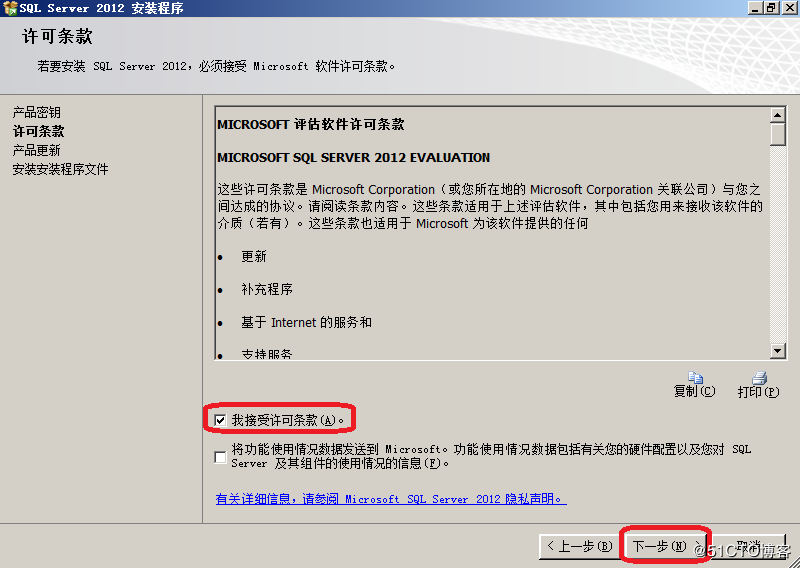 SQL Server 2012 安装程序
许可条款
若要安装 SQL Server 2012，必须接受 Microsoft 软件许可条款。
产品密钥
许可条款
产品更新
安装安装程序文件
MICROSOFT 评估软件许可条款
MICROSOFT SQL SERVER 2012 EVALUATION
这些许可条款是 Microsoft Corporation（或您所在地的 Microsoft Corporation 关联公司）与您之
间达成的协议。请阅读条款内容。这些条款适用于上述评估软件，其中包括您用来接收该软件的
介质（若有）。这些条款也适用于 Microsoft 为该软件提供的任何
• 更新
• 补充程序
• 基于 Internet 的服务和
• 支持服务
复制(C)
打印(P)
我接受许可条款(A)。
将功能使用情况数据发送到 Microsoft。功能使用情况数据包括有关您的硬件配置以及您对 SQL
Server 及其组件的使用情况的信息(F)。
有关详细信息，请参阅 Microsoft SQL Server 2012 隐私声明。
< 上一步(B)
下一步(N) >
取消
@51CTO博客